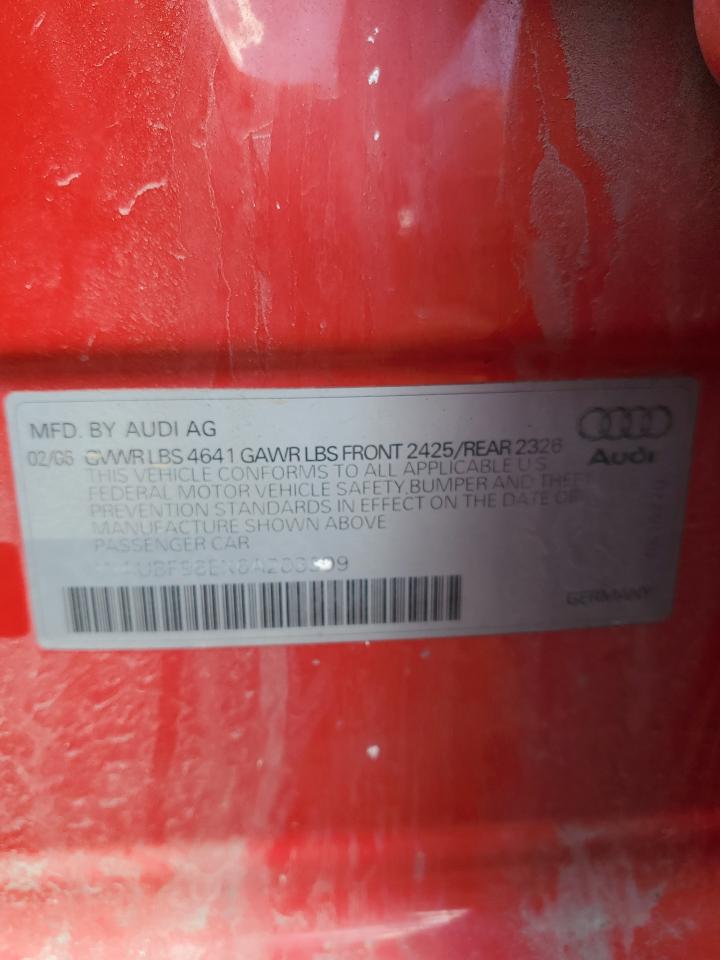 MFD. BY AUDI AG
02/06 GVWR LBS 4641 GAWR LBS FRONT 2425/REAR 2326
THIS VEHICLE CONFORMS TO ALL APPLICABLE U S
FEDERAL MOTOR VEHICLE SAFETY, BUMPER AND THEFT
PREVENTION STANDARDS IN EFFECT ON THE DATE OF
MANUFACTURE SHOWN ABOVE
PASSENGER CAR
Audi
GERMANY